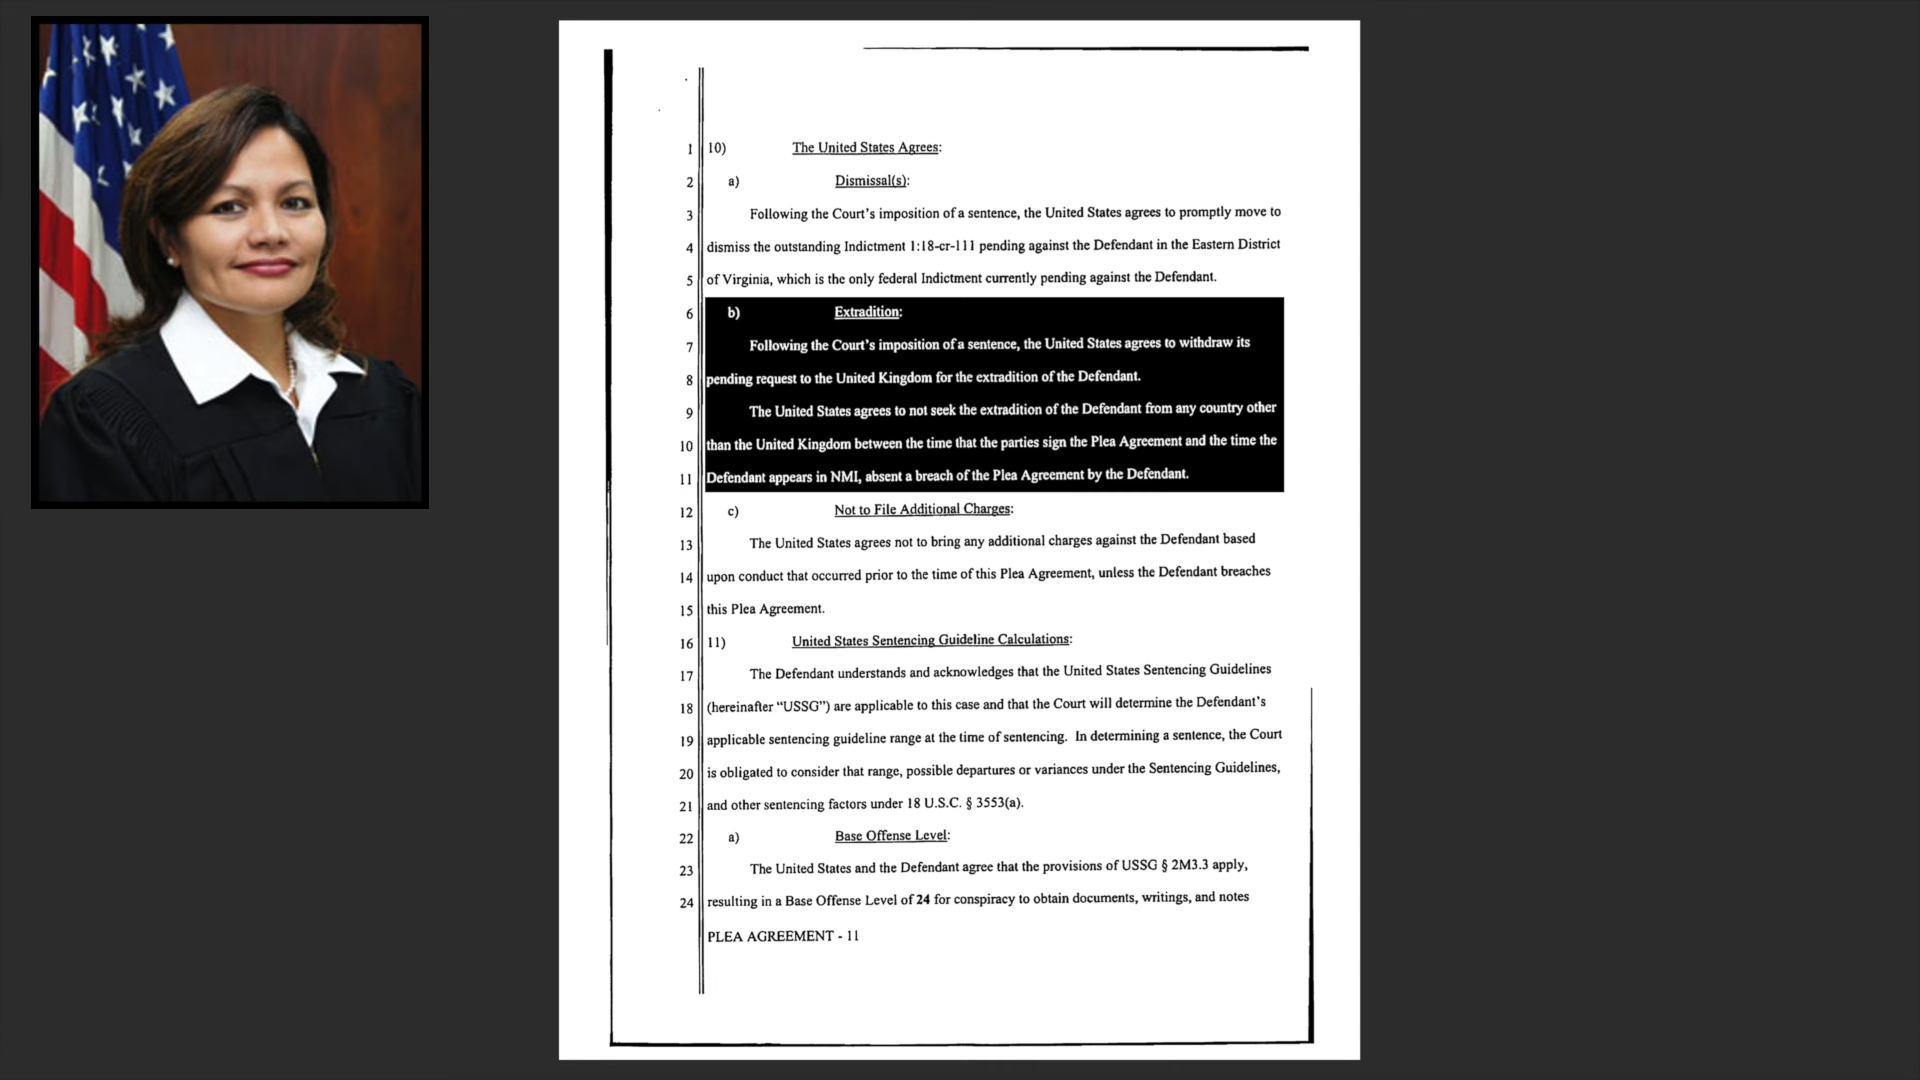 1 10) The United States Agrees:
2 a) Dismissal(s):
3 Following the Court's imposition of a sentence, the United States agrees to promptly move to
4 dismiss the outstanding Indictment 1:18-cr-111 pending against the Defendant in the Eastern District
5 of Virginia, which is the only federal Indictment currently pending against the Defendant.
6 b) Extradition:
7 Following the Court's imposition of a sentence, the United States agrees to withdraw its
8 pending request to the United Kingdom for the extradition of the Defendant.
9 The United States agrees to not seek the extradition of the Defendant from any country other
10 than the United Kingdom between the time that the parties sign the Plea Agreement and the time the
11 Defendant appears in NMI, absent a breach of the Plea Agreement by the Defendant.
12 c) Not to File Additional Charges:
13 The United States agrees not to bring any additional charges against the Defendant based
14 upon conduct that occurred prior to the time of this Plea Agreement, unless the Defendant breaches
15 this Plea Agreement.
16 11) United States Sentencing Guideline Calculations:
17 The Defendant understands and acknowledges that the United States Sentencing Guidelines
18 (hereinafter “USSG”) are applicable to this case and that the Court will determine the Defendant's
19 applicable sentencing guideline range at the time of sentencing. In determining a sentence, the Court
20 is obligated to consider that range, possible departures or variances under the Sentencing Guidelines,
21 and other sentencing factors under 18 U.S.C. § 3553(a).
22 a) Base Offense Level:
23 The United States and the Defendant agree that the provisions of USSG § 2M3.3 apply,
24 resulting in a Base Offense Level of 24 for conspiracy to obtain documents, writings, and notes
PLEA AGREEMENT - 11